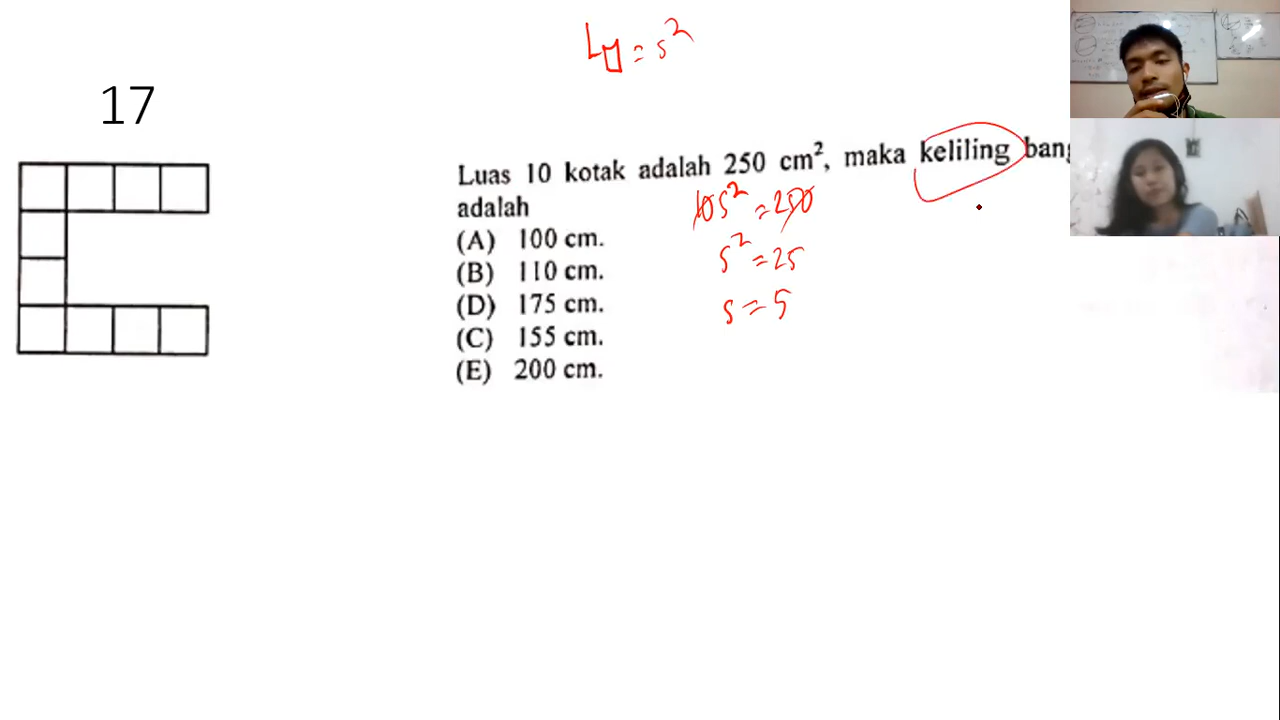 L□ = s²
17
Luas 10 kotak adalah 250 cm², maka keliling bang
adalah
10s² = 250
(A) 100 cm.
s² = 25
(B) 110 cm.
(D) 175 cm.
s = 5
(C) 155 cm.
(E) 200 cm.